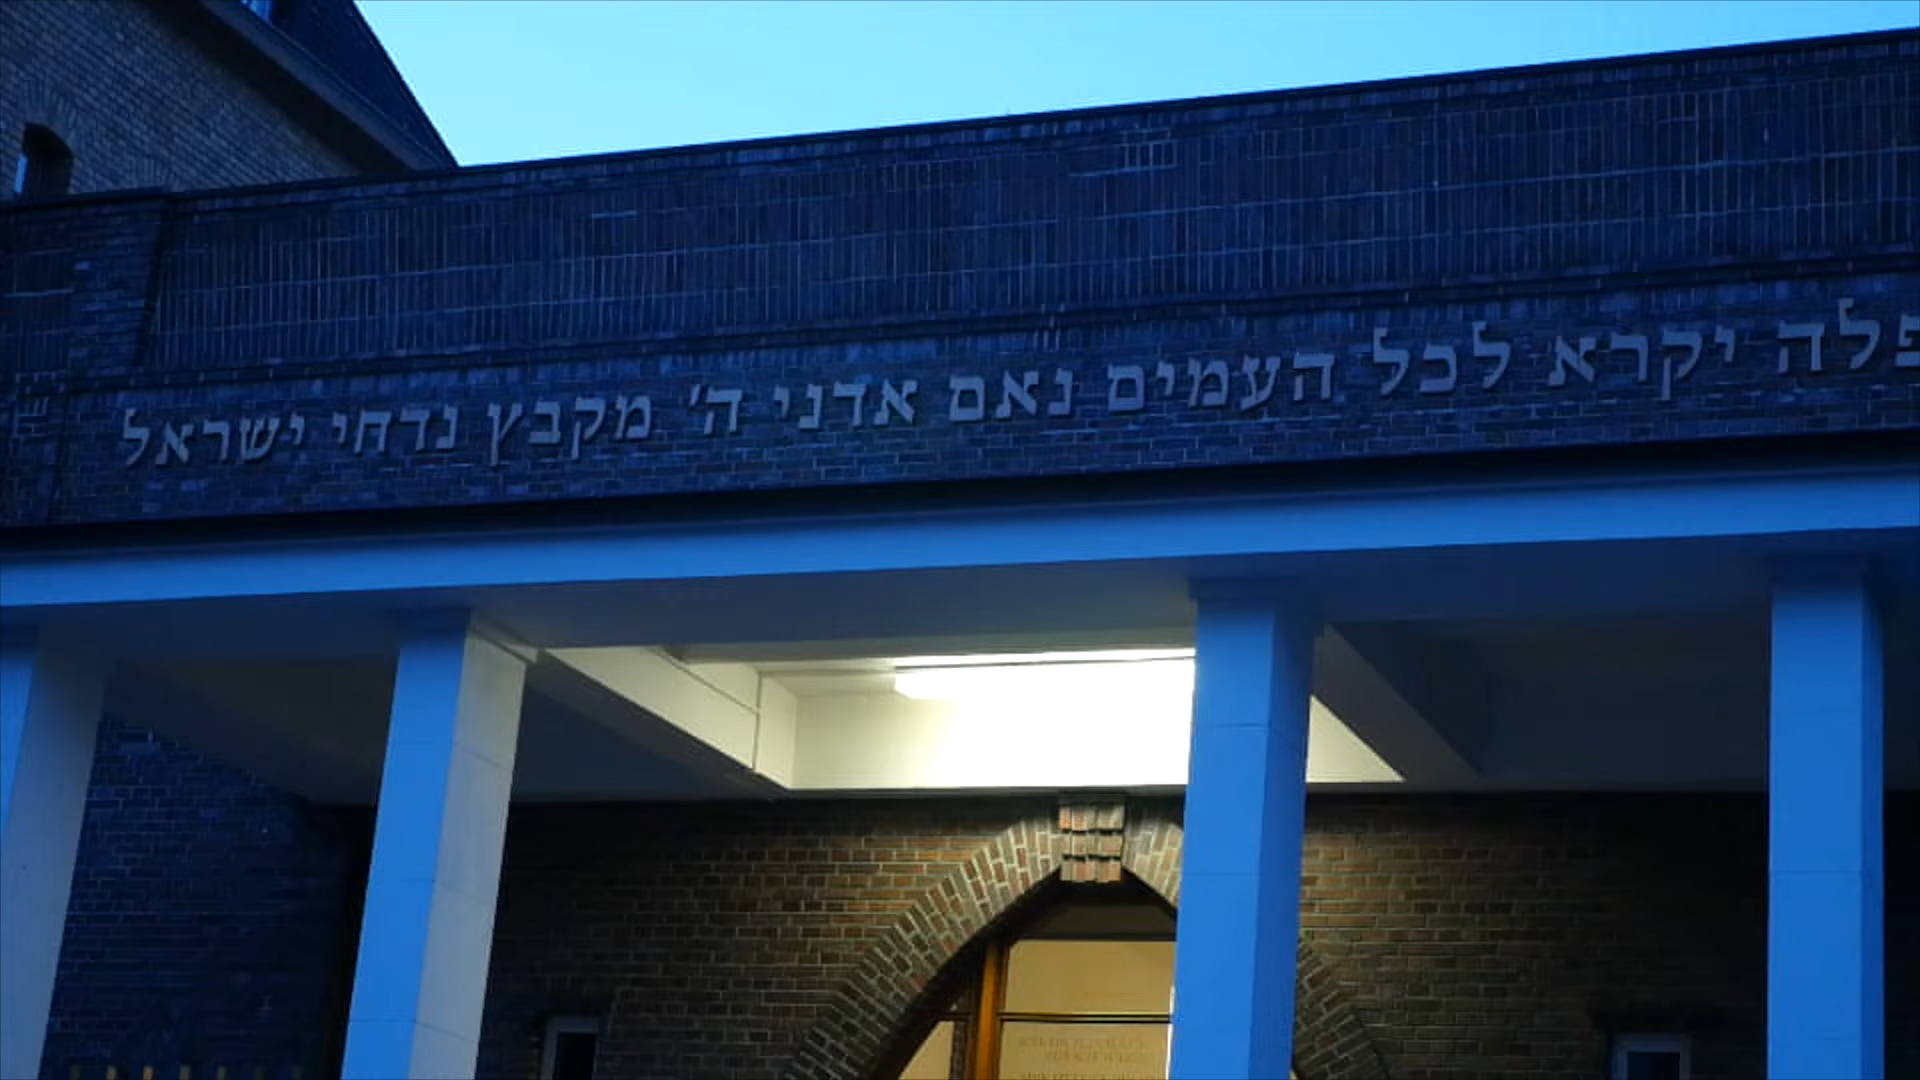 פלה יקרא לכל העמים נאם אדני ה׳ מקבץ נדחי ישראל